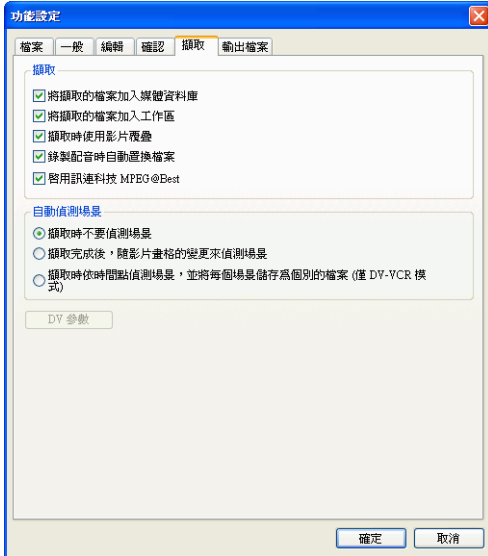 功能設定
檔案 一般 編輯 確認 擷取 輸出檔案
擷取
將擷取的檔案加入媒體資料庫
將擷取的檔案加入工作區
擷取時使用影片覆疊
錄製配音時自動置換檔案
啓用訊連科技 MPEG@Best
自動偵測場景
擷取時不要偵測場景
擷取完成後，隨影片畫格的變更來偵測場景
擷取時依時間點偵測場景，並將每個場景儲存爲個別的檔案 (僅 DV-VCR 模
式)
DV 參數
確定 取消